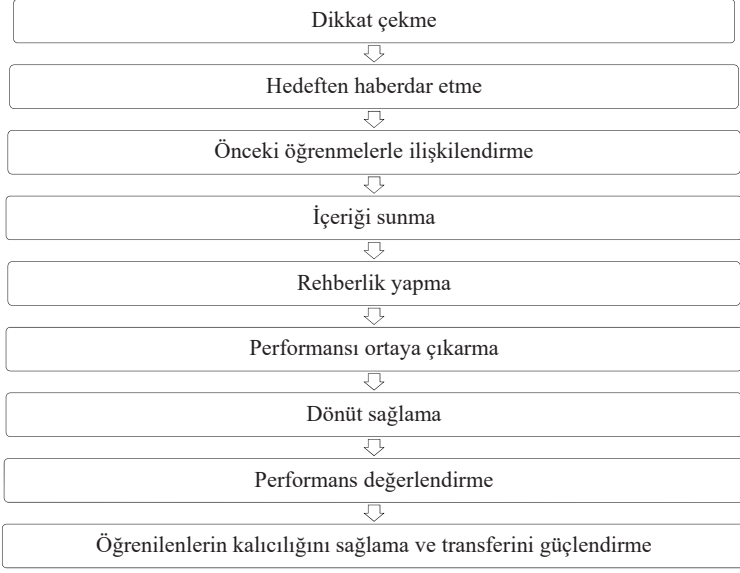 Dikkat çekme
Hedeften haberdar etme
Önceki öğrenmelerle ilişkilendirme
İçeriği sunma
Rehberlik yapma
Performansı ortaya çıkarma
Dönüt sağlama
Performans değerlendirme
Öğrenilenlerin kalıcılığını sağlama ve transferini güçlendirme